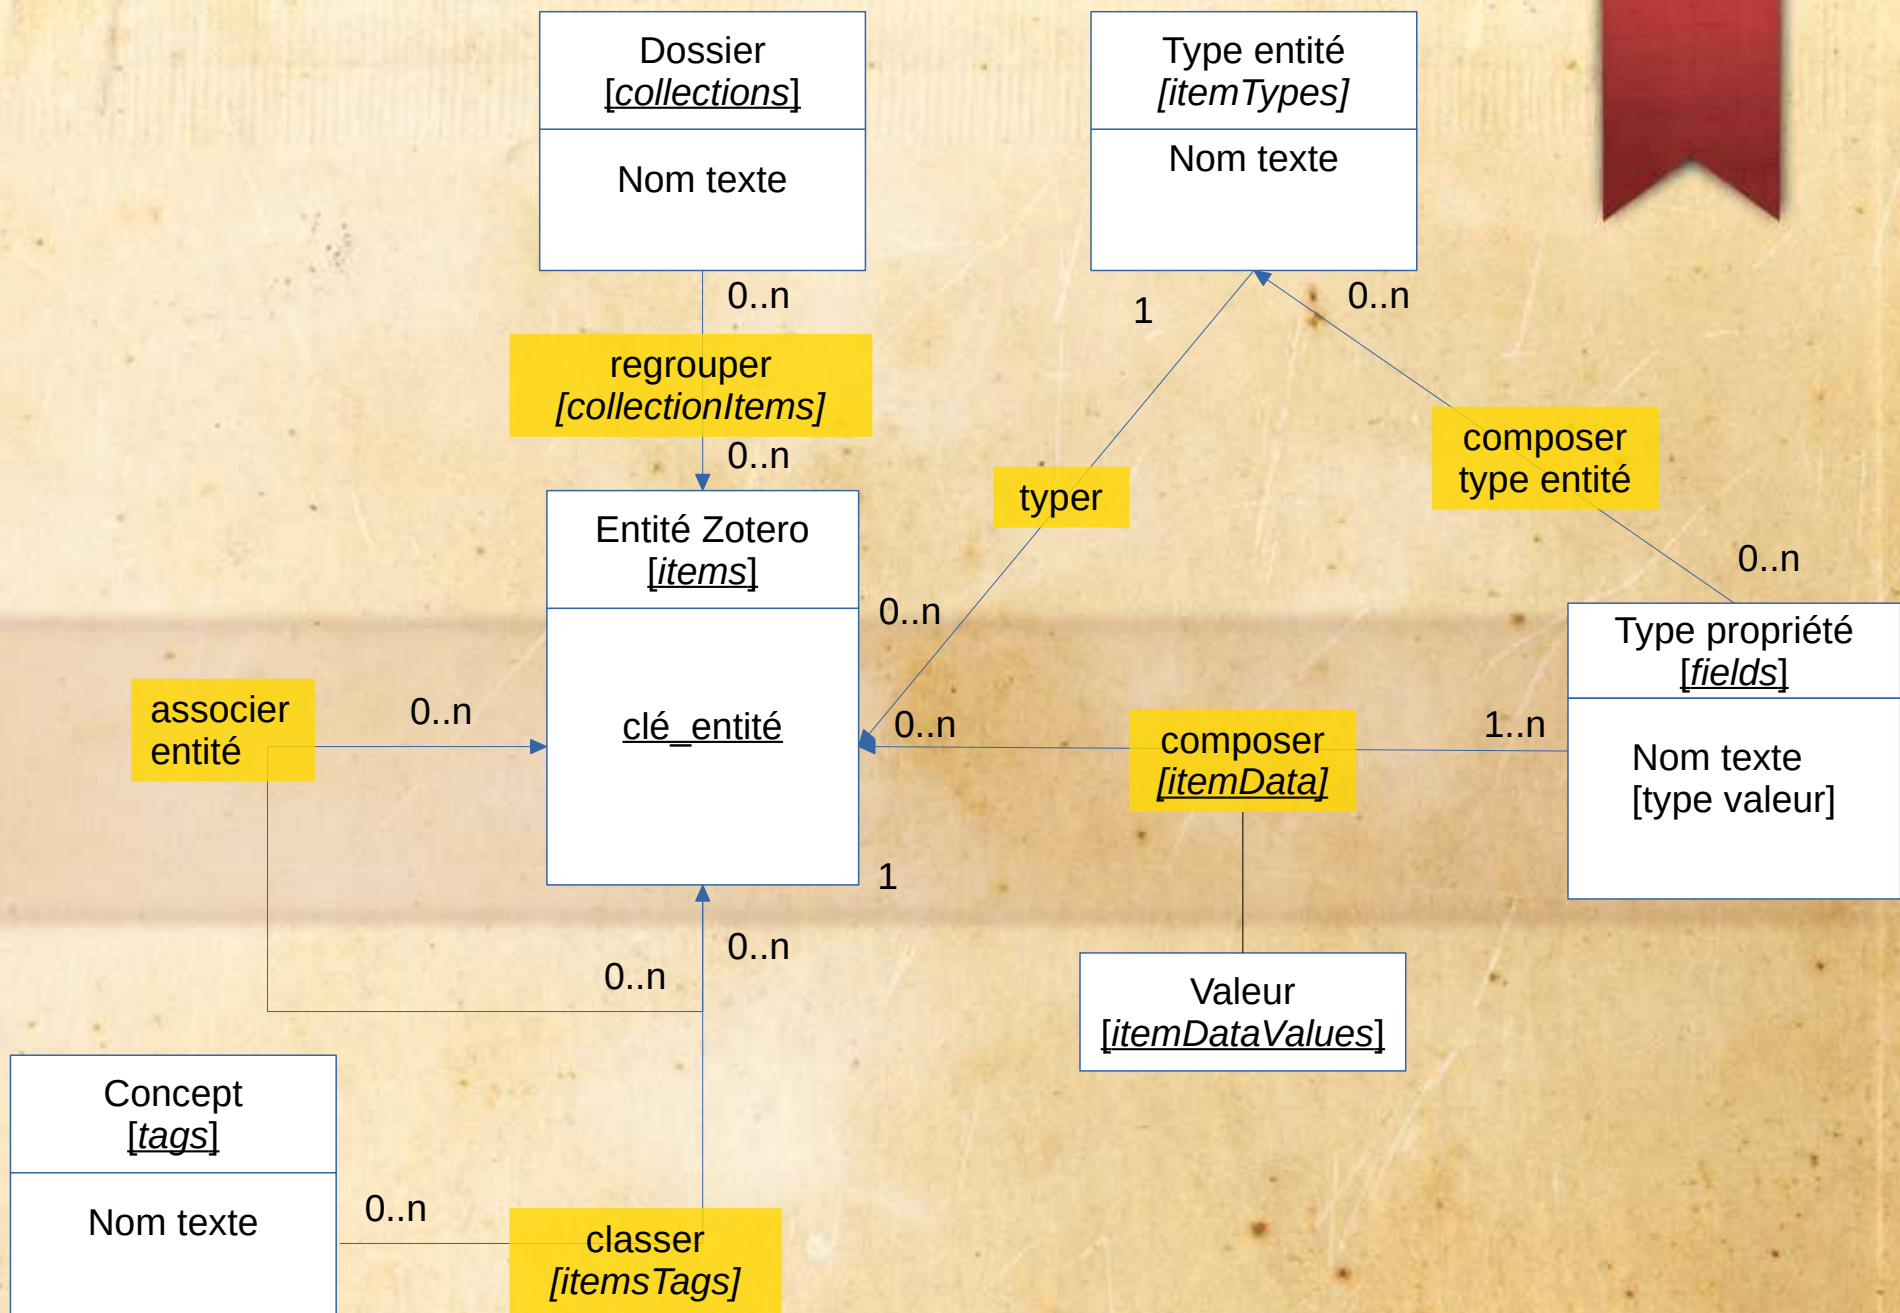 Dossier
[collections]
Nom texte
Type entité
[itemTypes]
Nom texte
0..n
1
0..n
regrouper
[collectionItems]
0..n
typer
composer
type entité
0..n
Entité Zotero
[items]
clé_entité
0..n
Type propriété
[fields]
Nom texte
[type valeur]
associer
entité
0..n
0..n
composer
[itemData]
1..n
1
0..n
0..n
Valeur
[itemDataValues]
Concept
[tags]
Nom texte
0..n
classer
[itemsTags]